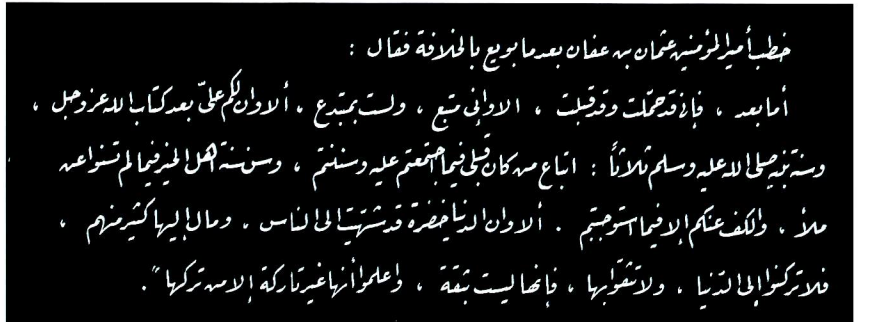 خطب أمير المؤمنين عثمان بن عفان بعد ما بويع بالخلافة فقال :
أما بعد ، فإني قد حملت وقد قبلت ، الا وإني متبع ، ولست بمبتدع ، ألا وإن لكم عليّ بعد كتاب الله عز وجل ،
وسنة نبيه صلى الله عليه وسلم ثلاثاً : اتباع من كان قبلي فيما اجتمعتم عليه وسننتم ، وسن سنة أهل الخير فيما لم تسنوا عن
ملأ ، والكف عنكم إلا فيما استوجبتم . ألا وان الدنيا خضرة قد شهيت الى الناس ، ومال إليها كثير منهم ،
فلا تركنوا إلى الدنيا ، ولا تثقوا بها ، فإنها ليست بثقة ، واعلموا أنها غير تاركة إلا من تركها " .